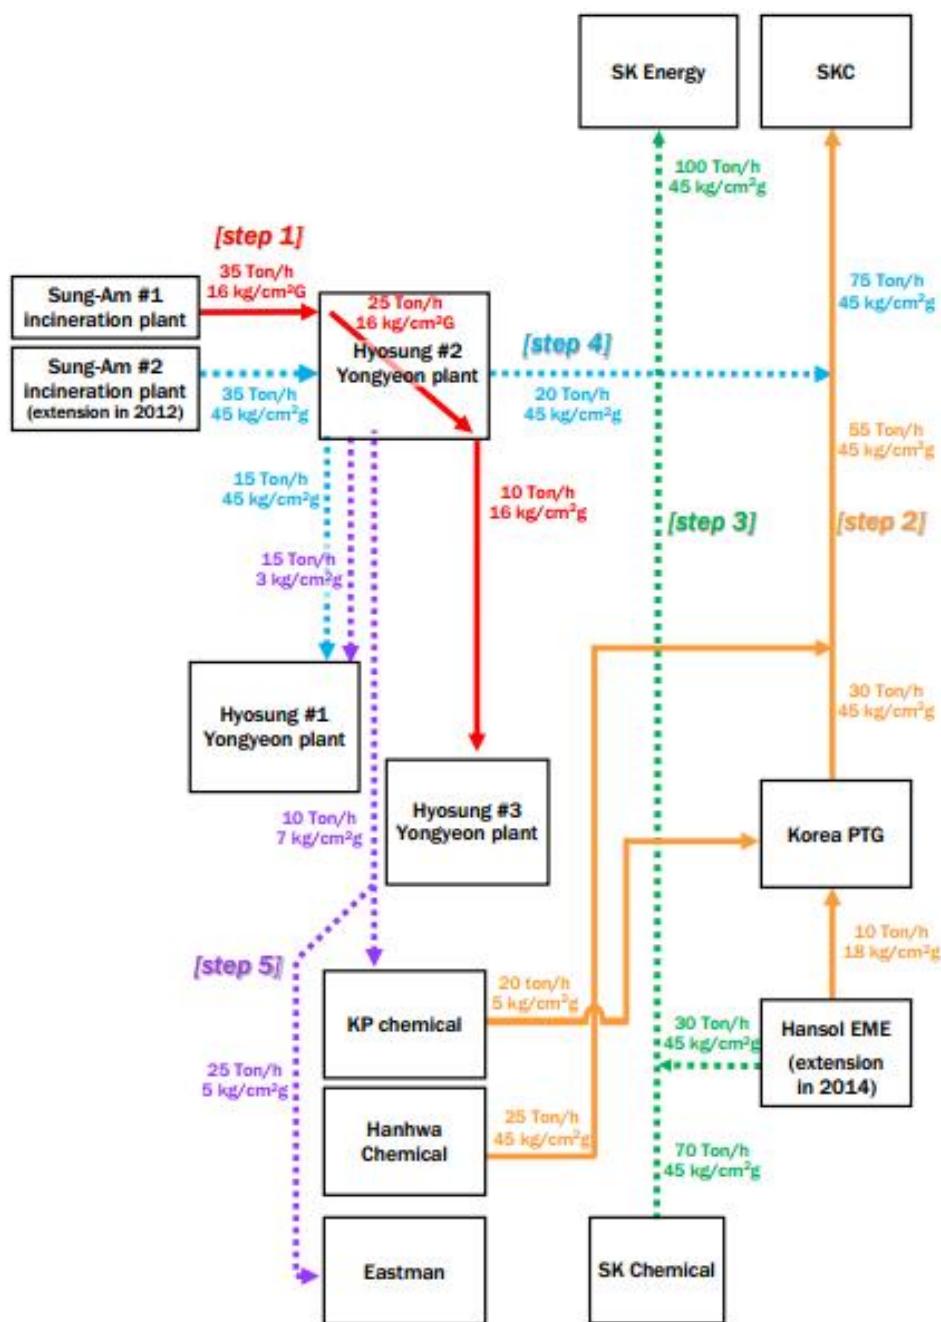 SK Energy
SKC
100 Ton/h
45 kg/cm²g
[step 1]
35 Ton/h
16 kg/cm²G
Sung-Am #1
incineration plant
25 Ton/h
16 kg/cm²G
75 Ton/h
45 kg/cm²g
Hyosung #2
Yongyeon plant
[step 4]
Sung-Am #2
incineration plant
(extension in 2012)
35 Ton/h
45 kg/cm²g
20 Ton/h
45 kg/cm²g
55 Ton/h
45 kg/cm²g
15 Ton/h
45 kg/cm²g
10 Ton/h
16 kg/cm²g
[step 3]
[step 2]
15 Ton/h
3 kg/cm²g
Hyosung #1
Yongyeon plant
30 Ton/h
45 kg/cm²g
10 Ton/h
7 kg/cm²g
Hyosung #3
Yongyeon plant
Korea PTG
[step 5]
10 Ton/h
18 kg/cm²g
20 ton/h
5 kg/cm²g
KP chemical
30 Ton/h
45 kg/cm²g
Hansol EME
(extension
in 2014)
25 Ton/h
5 kg/cm²g
Hanhwa
Chemical
25 Ton/h
45 kg/cm²g
70 Ton/h
45 kg/cm²g
Eastman
SK Chemical